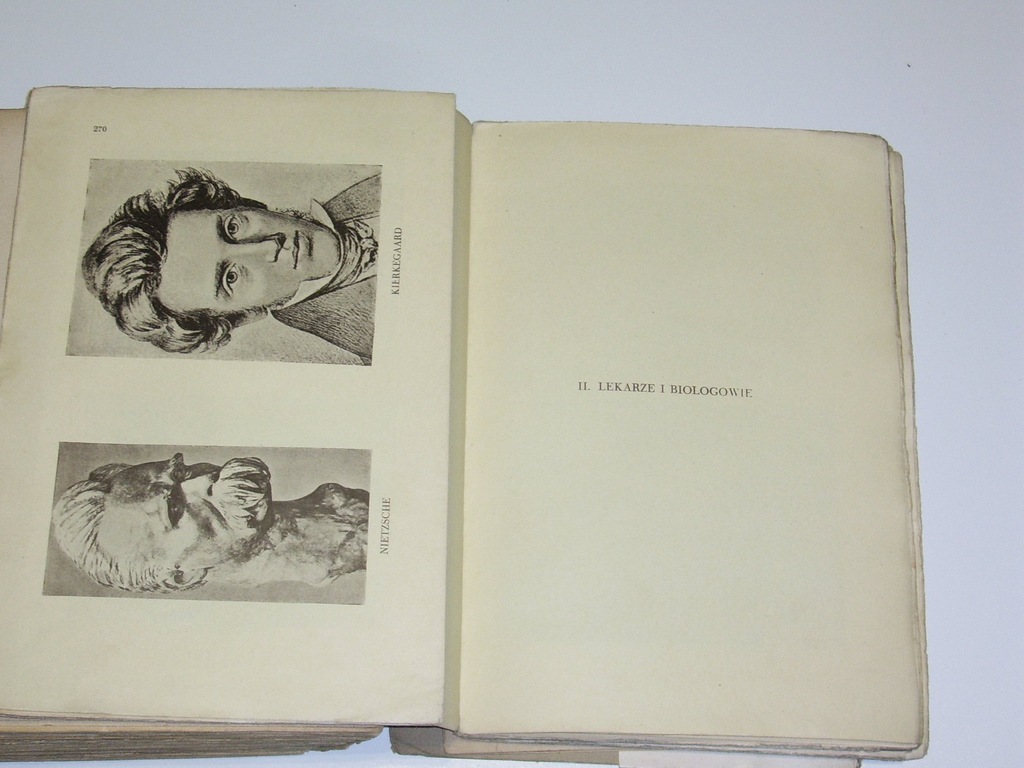 270
KIERKEGAARD
NIETZSCHE
II. LEKARZE I BIOLOGOWIE